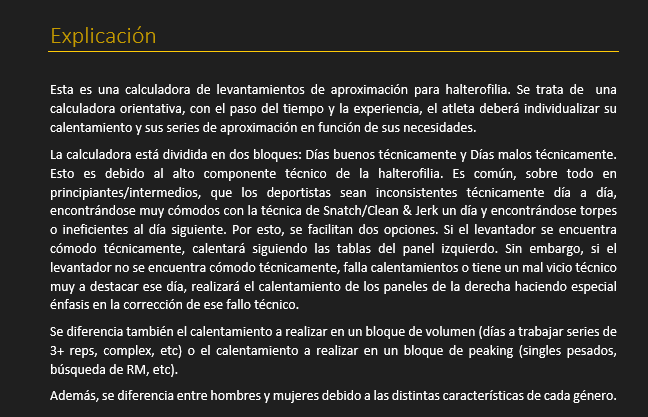 Explicación
Esta es una calculadora de levantamientos de aproximación para halterofilia. Se trata de una
calculadora orientativa, con el paso del tiempo y la experiencia, el atleta deberá individualizar su
calentamiento y sus series de aproximación en función de sus necesidades.
La calculadora está dividida en dos bloques: Días buenos técnicamente y Días malos técnicamente.
Esto es debido al alto componente técnico de la halterofilia. Es común, sobre todo en
principiantes/intermedios, que los deportistas sean inconsistentes técnicamente día a día,
encontrándose muy cómodos con la técnica de Snatch/Clean & Jerk un día y encontrándose torpes
o ineficientes al día siguiente. Por esto, se facilitan dos opciones. Si el levantador se encuentra
cómodo técnicamente, calentará siguiendo las tablas del panel izquierdo. Sin embargo, si el
levantador no se encuentra cómodo técnicamente, falla calentamientos o tiene un mal vicio técnico
muy a destacar ese día, realizará el calentamiento de los paneles de la derecha haciendo especial
énfasis en la corrección de ese fallo técnico.
Se diferencia también el calentamiento a realizar en un bloque de volumen (días a trabajar series de
3+ reps, complex, etc) o el calentamiento a realizar en un bloque de peaking (singles pesados,
búsqueda de RM, etc).
Además, se diferencia entre hombres y mujeres debido a las distintas características de cada género.